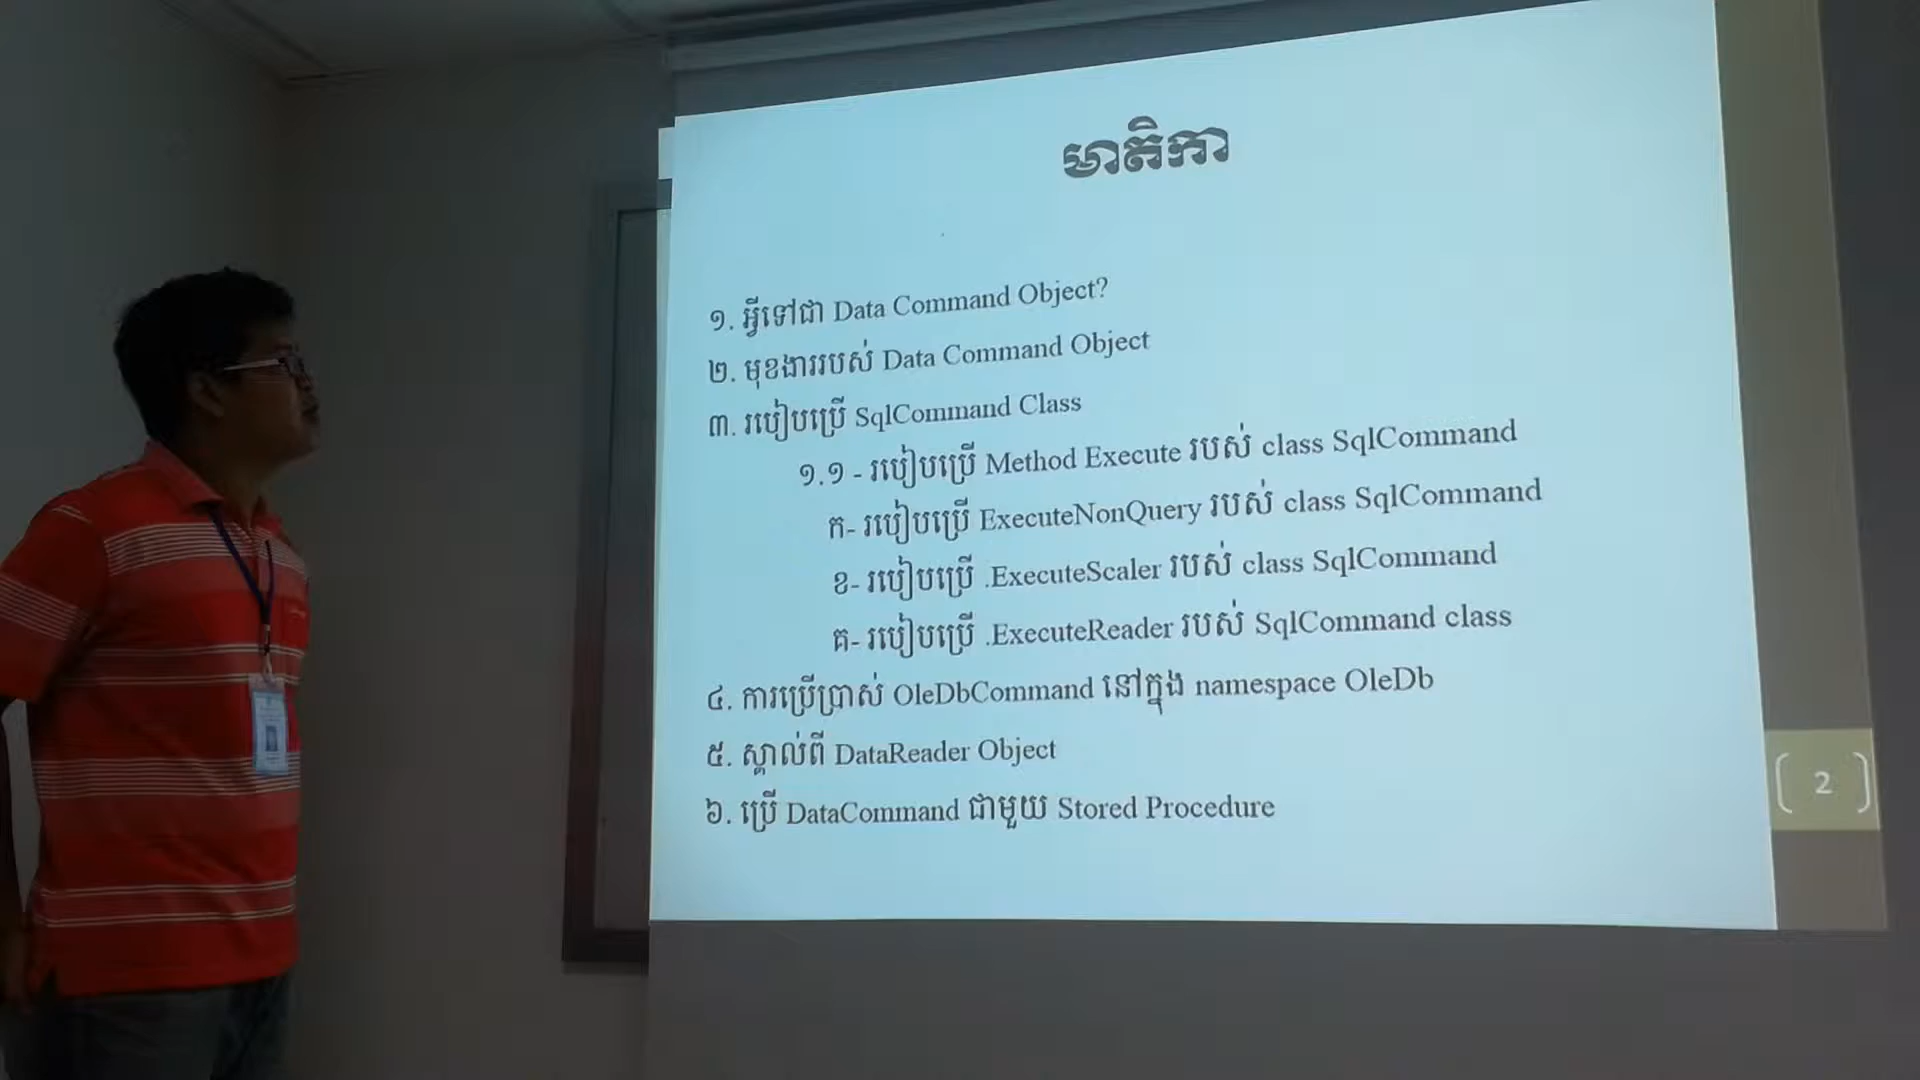 មាតិកា
១. អ្វីទៅជា Data Command Object?
២. មុខងាររបស់ Data Command Object
៣. របៀបប្រើ SqlCommand Class
១.១ - របៀបប្រើ Method Execute របស់ class SqlCommand
ក- របៀបប្រើ ExecuteNonQuery របស់ class SqlCommand
ខ- របៀបប្រើ .ExecuteScaler របស់ class SqlCommand
គ- របៀបប្រើ .ExecuteReader របស់ SqlCommand class
៤. ការប្រើប្រាស់ OleDbCommand នៅក្នុង namespace OleDb
៥. ស្គាល់ពី DataReader Object
៦. ប្រើ DataCommand ជាមួយ Stored Procedure
2